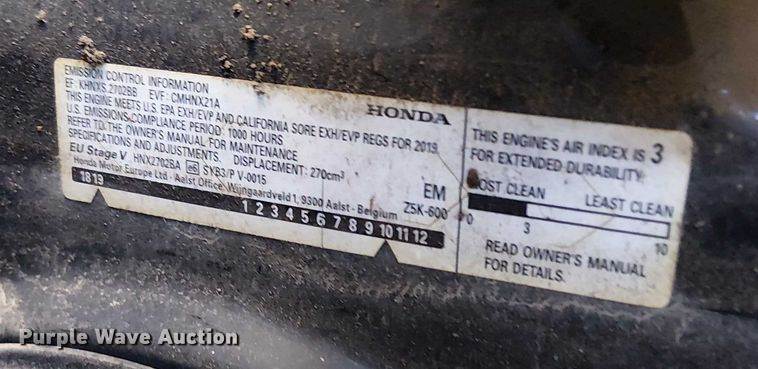 EMISSION CONTROL INFORMATION
EF: KHNXS.2702BB EVF: CMHNX21A
HONDA
THIS ENGINE MEETS U.S. EPA EXH/EVP AND CALIFORNIA SORE EXH/EVP REGS FOR 2019.
U.S. EMISSIONS COMPLIANCE PERIOD: 1000 HOURS
REFER TO THE OWNER'S MANUAL FOR MAINTENANCE
SPECIFICATIONS AND ADJUSTMENTS. DISPLACEMENT: 270cm³
EU Stage V HNX2702BA SYB3/P V-0015
Honda Motor Europe Ltd - Aalst Office, Wijngaardveld 1, 9300 Aalst - Belgium
EM
Z5K-600
18 19
1 2 3 4 5 6 7 8 9 10 11 12
THIS ENGINE'S AIR INDEX IS 3
FOR EXTENDED DURABILITY.
MOST CLEAN LEAST CLEAN
0 3 10
READ OWNER'S MANUAL
FOR DETAILS.
Purple Wave Auction